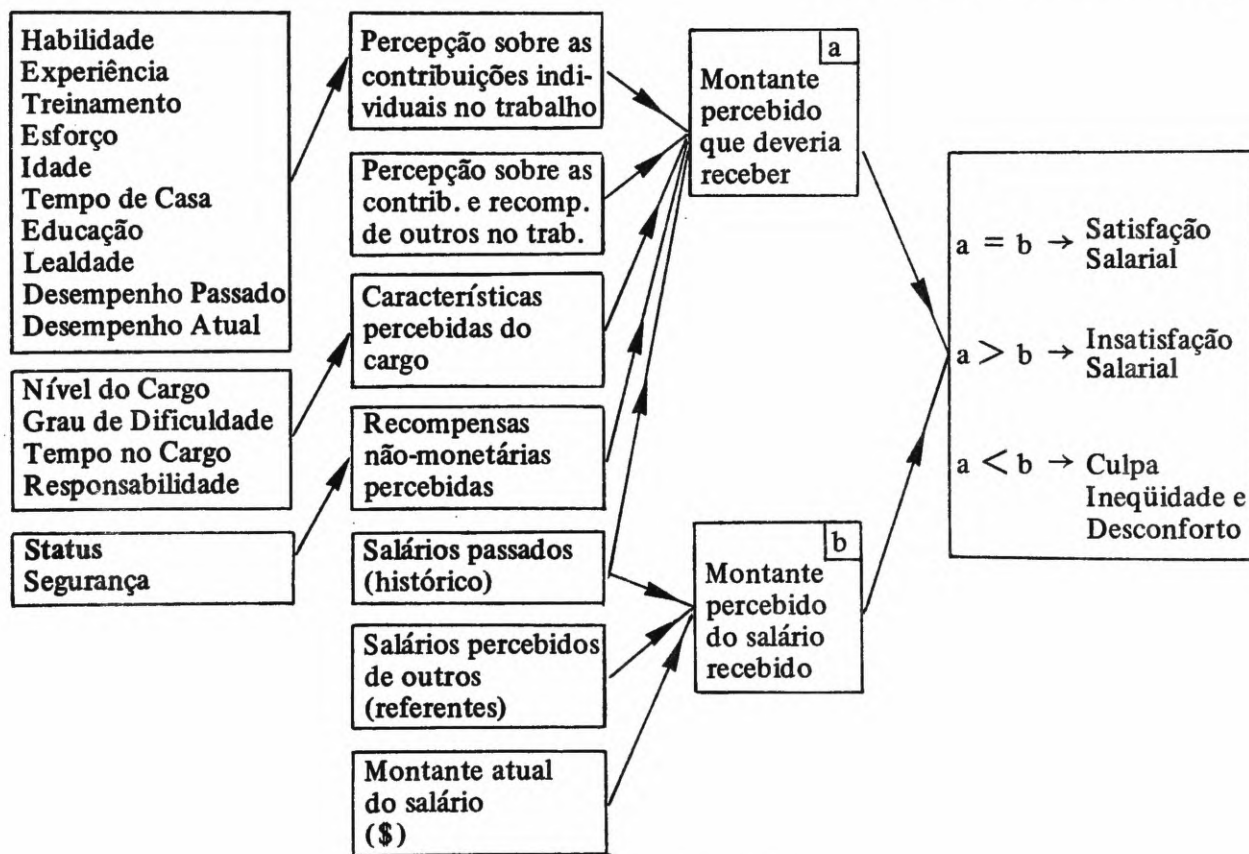 Habilidade
Experiência
Treinamento
Esforço
Idade
Tempo de Casa
Educação
Lealdade
Desempenho Passado
Desempenho Atual
Nível do Cargo
Grau de Dificuldade
Tempo no Cargo
Responsabilidade
Status
Segurança
Percepção sobre as
contribuições indi-
viduais no trabalho
Percepção sobre as
contrib. e recomp.
de outros no trab.
Características
percebidas do
cargo
Recompensas
não-monetárias
percebidas
Salários passados
(histórico)
Salários percebidos
de outros
(referentes)
Montante atual
do salário
($)
a
Montante
percebido
que deveria
receber
b
Montante
percebido
do salário
recebido
a = b → Satisfação
Salarial
a > b → Insatisfação
Salarial
a < b → Culpa
Ineqüidade e
Desconforto